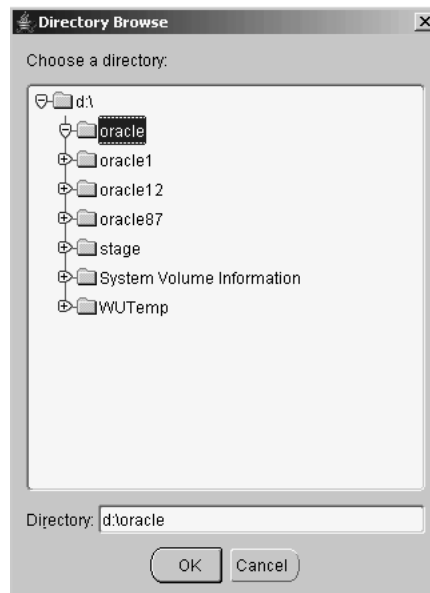 Directory Browse
Choose a directory:
d:\
oracle
oracle1
oracle12
oracle87
stage
System Volume Information
WUTemp
Directory: d:\oracle
OK Cancel